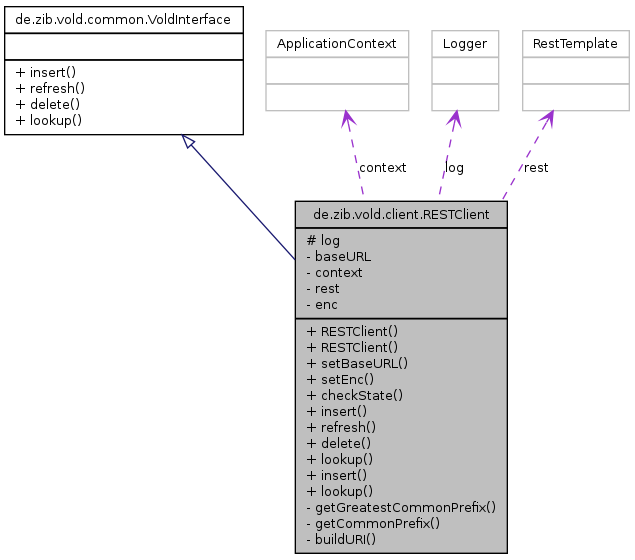 de.zib.vold.common.VoldInterface
+ insert()
+ refresh()
+ delete()
+ lookup()
ApplicationContext
Logger
RestTemplate
context
log
rest
de.zib.vold.client.RESTClient
# log
- baseURL
- context
- rest
- enc
+ RESTClient()
+ RESTClient()
+ setBaseURL()
+ setEnc()
+ checkState()
+ insert()
+ refresh()
+ delete()
+ lookup()
+ insert()
+ lookup()
- getGreatestCommonPrefix()
- getCommonPrefix()
- buildURI()